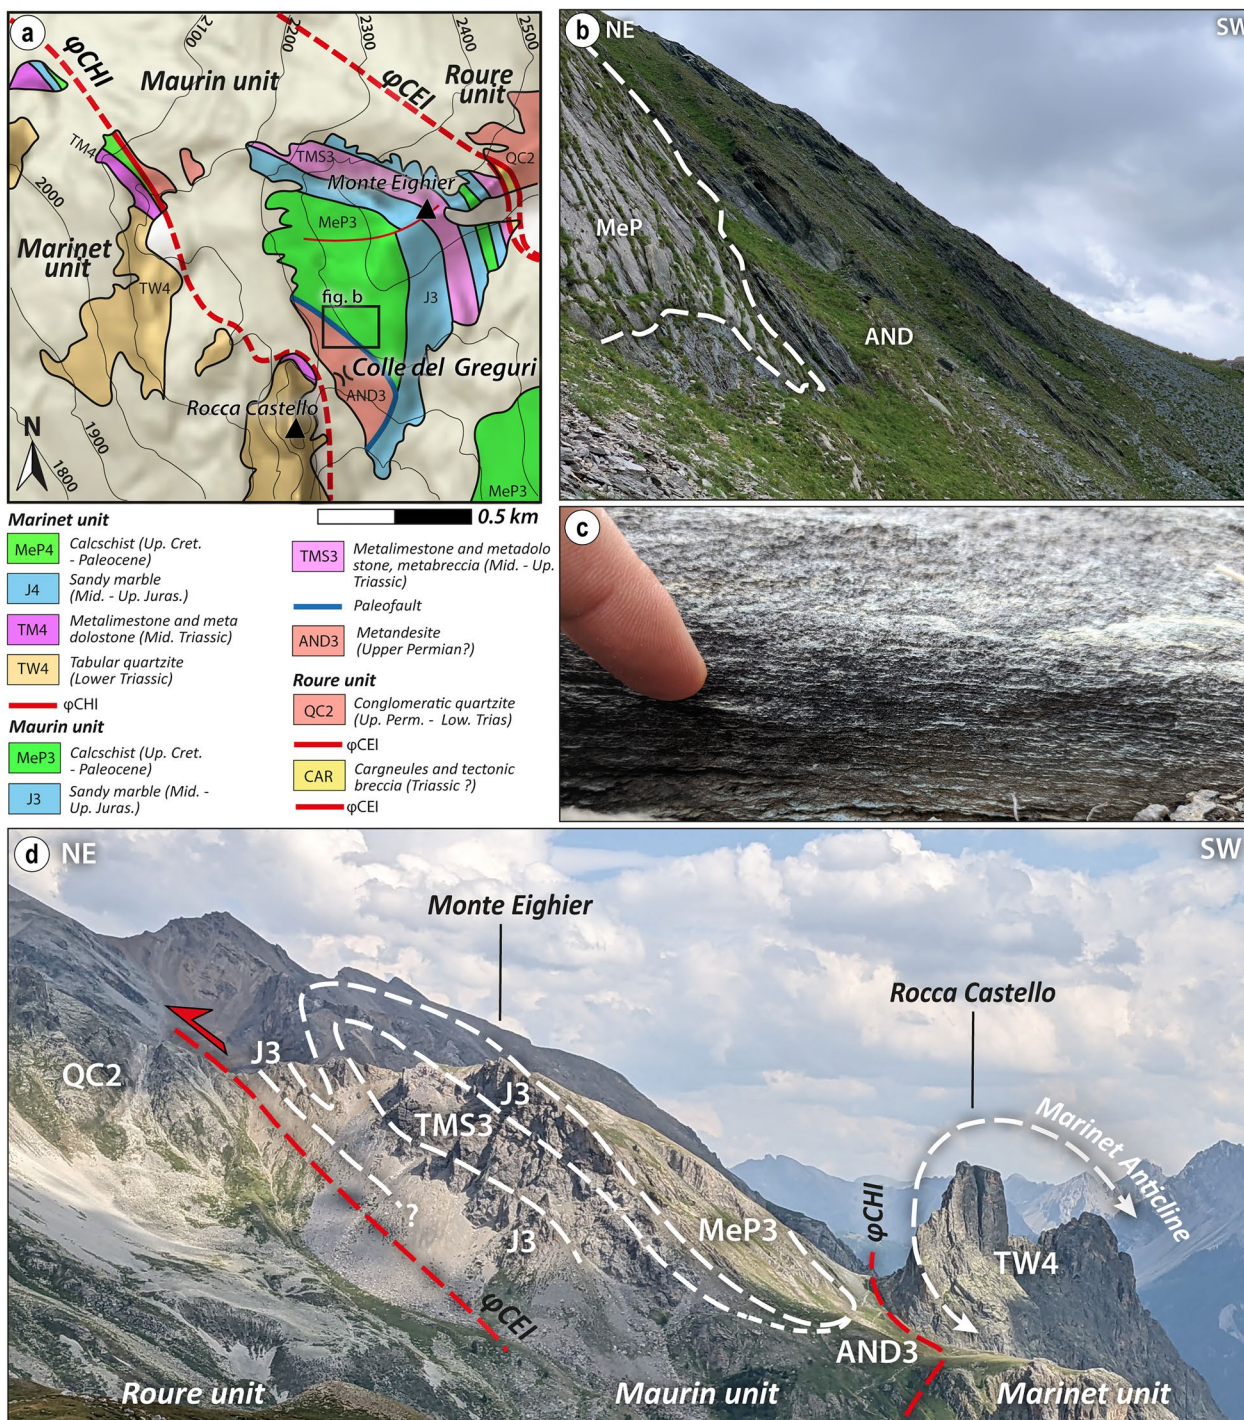 a
φCHI
Maurin unit
φCEI
Roure
unit
2100
2200
2300
2400
2500
TM4
TMS3
QC2
Monte Eighier
2000
MeP3
Marinet
unit
TW4
J3
fig. b
Colle del Greguri
AND3
Rocca Castello
N
1900
1800
MeP3
0.5 km
Marinet unit
MeP4
Calcschist (Up. Cret.
- Paleocene)
J4
Sandy marble
(Mid. - Up. Juras.)
TM4
Metalimestone and meta
dolostone (Mid. Triassic)
TW4
Tabular quartzite
(Lower Triassic)
φCHI
Maurin unit
MeP3
Calcschist (Up. Cret.
- Paleocene)
J3
Sandy marble (Mid. -
Up. Juras.)
TMS3
Metalimestone and metadolo
stone, metabreccia (Mid. - Up.
Triassic)
Paleofault
AND3
Metandesite
(Upper Permian?)
Roure unit
QC2
Conglomeratic quartzite
(Up. Perm. - Low. Trias)
φCEI
CAR
Cargneules and tectonic
breccia (Triassic ?)
φCEI
b NE
SW
MeP
AND
c
d NE
SW
Monte Eighier
Rocca Castello
QC2
J3
J3
TMS3
Marinet Anticline
?
J3
MeP3
φCHI
TW4
φCEI
AND3
Roure unit
Maurin unit
Marinet unit